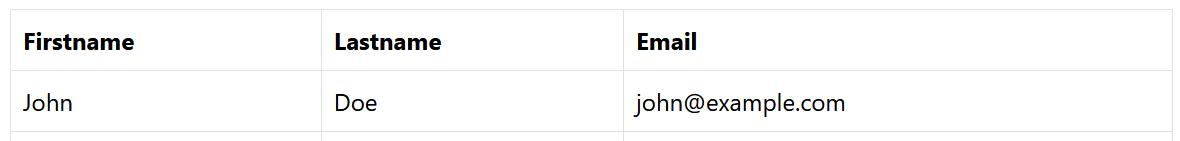 Firstname Lastname Email
John Doe john@example.com